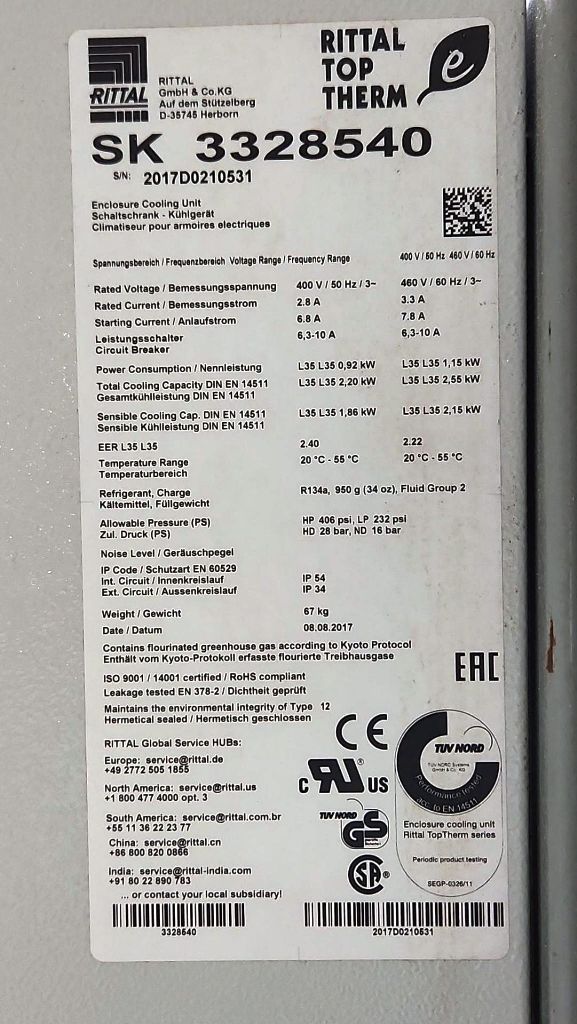 RITTAL
RITTAL
GmbH & Co.KG
Auf dem Stützelberg
D-35745 Herborn
RITTAL
TOP
THERM
e
SK 3328540
S/N: 2017D0210531
Enclosure Cooling Unit
Schaltschrank - Kühlgerät
Climatiseur pour armoires electriques
Spannungsbereich / Frequenzbereich Voltage Range / Frequency Range 400 V / 50 Hz 460 V / 60 Hz
Rated Voltage / Bemessungsspannung 400 V / 50 Hz / 3~ 460 V / 60 Hz / 3~
Rated Current / Bemessungsstrom 2.8 A 3.3 A
Starting Current / Anlaufstrom 6.8 A 7.8 A
Leistungsschalter 6,3-10 A 6,3-10 A
Circuit Breaker
Power Consumption / Nennleistung L35 L35 0,92 kW L35 L35 1,15 kW
Total Cooling Capacity DIN EN 14511 L35 L35 2,20 kW L35 L35 2,55 kW
Gesamtkühlleistung DIN EN 14511
Sensible Cooling Cap. DIN EN 14511 L35 L35 1,86 kW L35 L35 2,15 kW
Sensible Kühlleistung DIN EN 14511
EER L35 L35 2.40 2.22
Temperature Range 20 °C - 55 °C 20 °C - 55 °C
Temperaturbereich
Refrigerant, Charge R134a, 950 g (34 oz), Fluid Group 2
Kältemittel, Füllgewicht
Allowable Pressure (PS) HP 406 psi, LP 232 psi
Zul. Druck (PS) HD 28 bar, ND 16 bar
Noise Level / Geräuschpegel
IP Code / Schutzart EN 60529
Int. Circuit / Innenkreislauf IP 54
Ext. Circuit / Aussenkreislauf IP 34
Weight / Gewicht 67 kg
Date / Datum 08.08.2017
Contains flourinated greenhouse gas according to Kyoto Protocol
Enthält vom Kyoto-Protokoll erfasste flourierte Treibhausgase
EAC
ISO 9001 / 14001 certified / RoHS compliant
Leakage tested EN 378-2 / Dichtheit geprüft
Maintains the environmental integrity of Type 12
Hermetical sealed / Hermetisch geschlossen
RITTAL Global Service HUBs:
Europe: service@rittal.de
+49 2772 505 1855
North America: service@rittal.us
+1 800 477 4000 opt. 3
South America: service@rittal.com.br
+55 11 36 22 23 77
China: service@rittal.cn
+86 800 820 0866
India: service@rittal-india.com
+91 80 22 890 783
... or contact your local subsidiary!
CE
c RU ® US
TÜV NORD
GS
geprüfte
Sicherheit
SA ®
TÜV NORD
TÜV NORD Systems
GmbH & Co. KG
Performance tested
acc. to EN 14511
Enclosure cooling unit
Rittal TopTherm series
Periodic product testing
SEGP-0326/11
3328540
2017D0210531